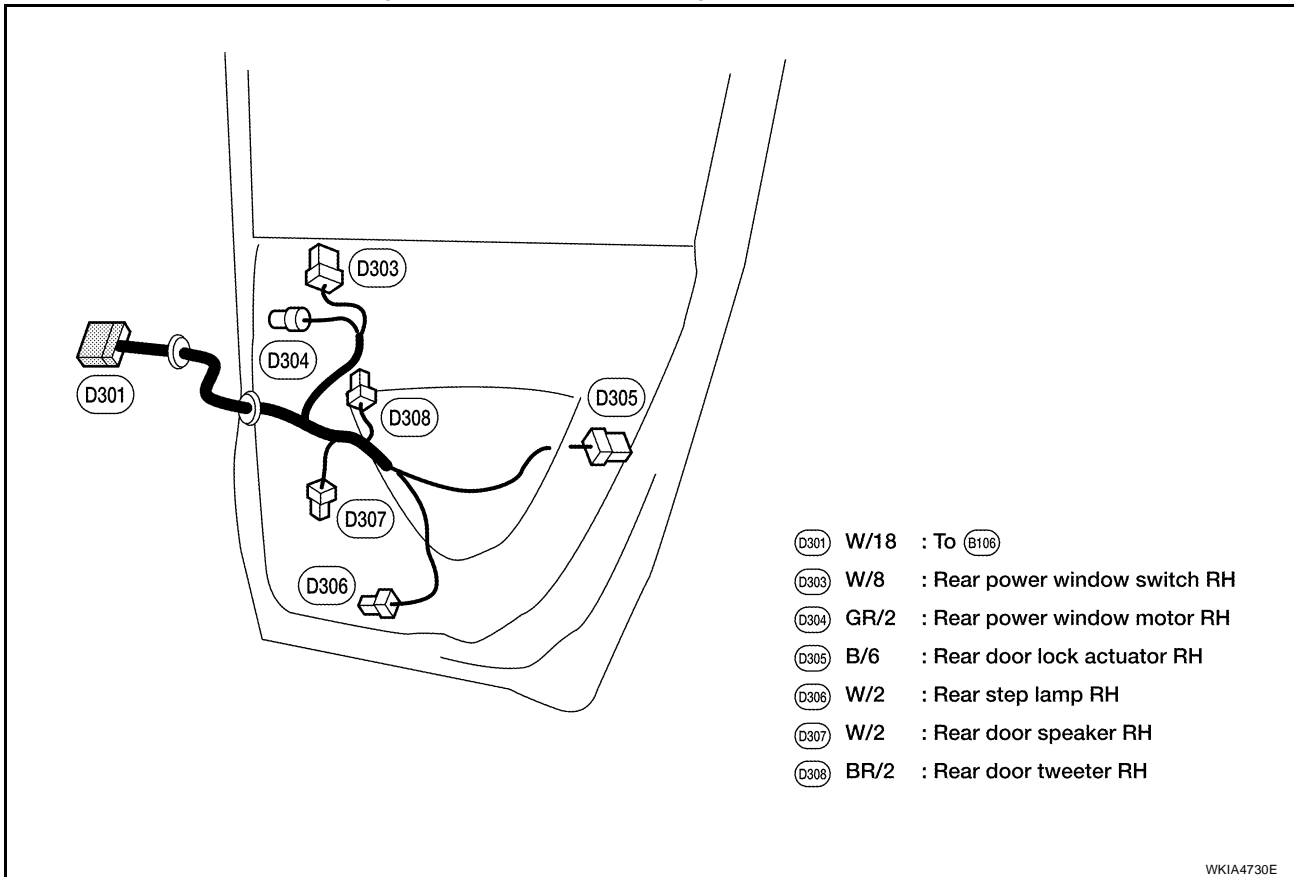 D303
D304
D301
D308
D305
D307
D306
D301 W/18 : To B106
D303 W/8 : Rear power window switch RH
D304 GR/2 : Rear power window motor RH
D305 B/6 : Rear door lock actuator RH
D306 W/2 : Rear step lamp RH
D307 W/2 : Rear door speaker RH
D308 BR/2 : Rear door tweeter RH
WKIA4730E